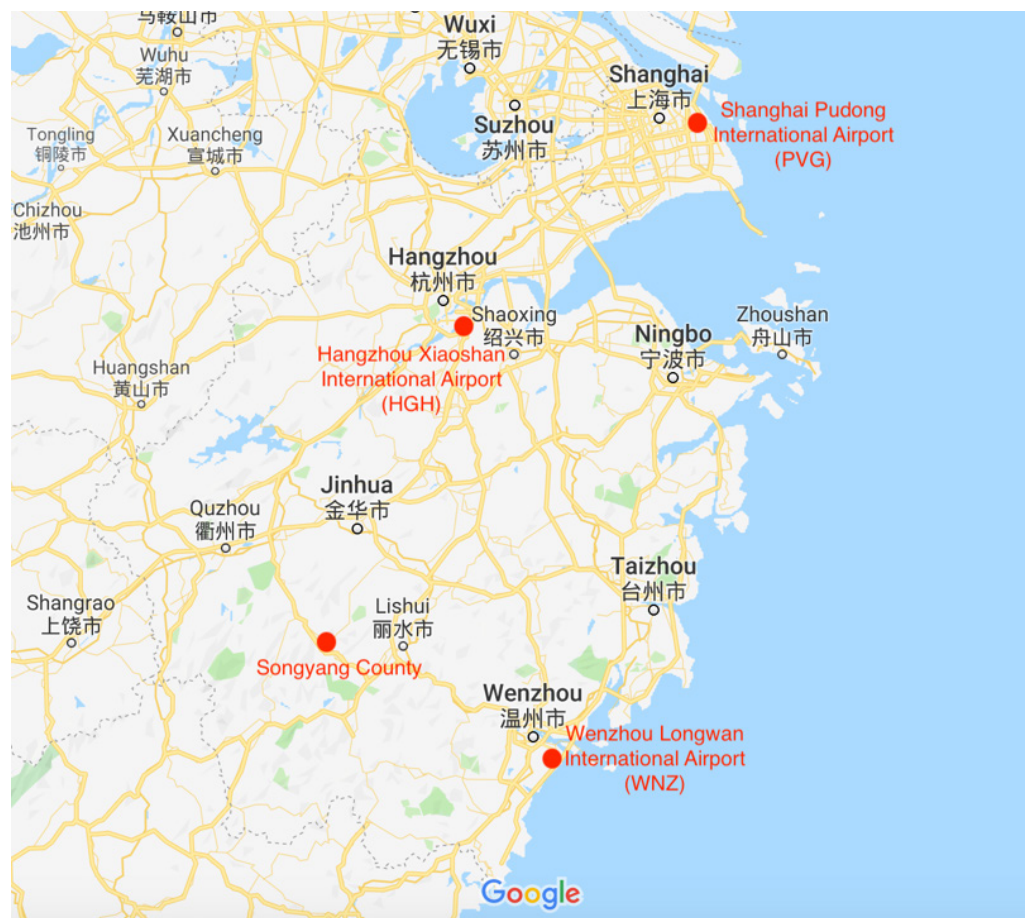 马鞍山市
Wuxi
无锡市
Wuhu
芜湖市
Shanghai
上海市
Shanghai Pudong
International Airport
(PVG)
Suzhou
苏州市
Tongling
铜陵市
Xuancheng
宣城市
Chizhou
池州市
Hangzhou
杭州市
Shaoxing
绍兴市
Zhoushan
舟山市
Ningbo
宁波市
Hangzhou Xiaoshan
International Airport
(HGH)
Huangshan
黄山市
Jinhua
金华市
Quzhou
衢州市
Taizhou
台州市
Shangrao
上饶市
Lishui
丽水市
Songyang County
Wenzhou
温州市
Wenzhou Longwan
International Airport
(WNZ)
Google